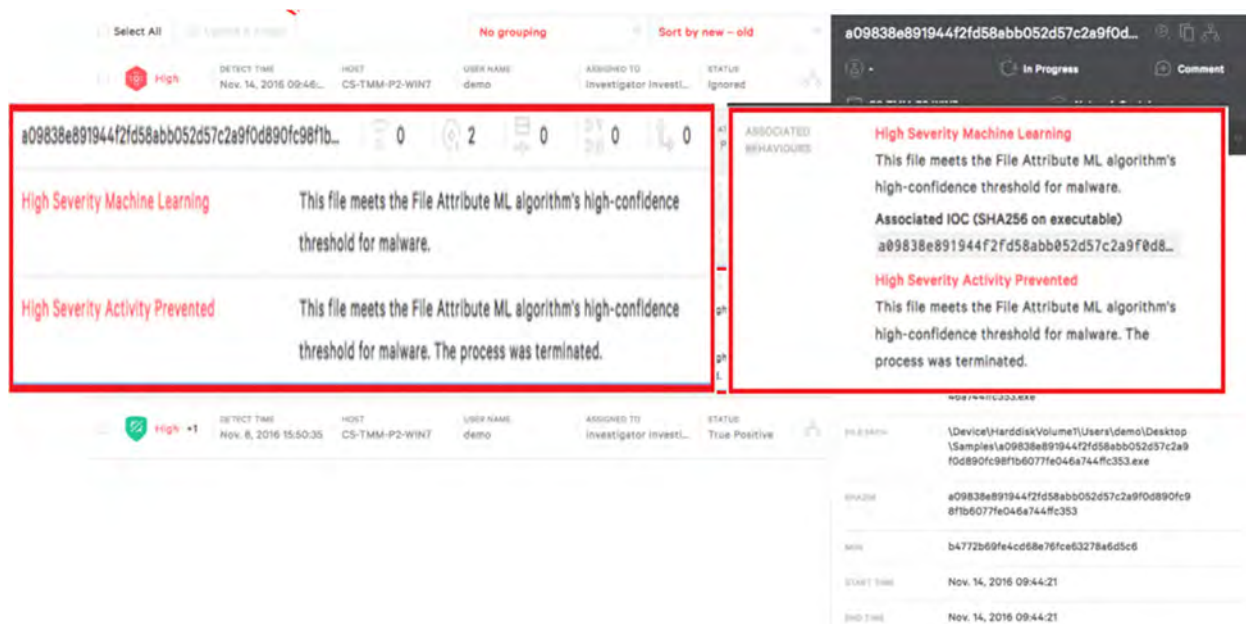 Select All
No grouping
Sort by new – old
High
DETECT TIME
Nov. 14, 2016 09:46:..
HOST
CS-TMM-P2-WIN7
USER NAME
demo
ASSIGNED TO
Investigator Investi...
STATUS
Ignored
a09838e891944f2fd58abb052d57c2a9f0d890fc98f1b...
0
2
0
0
0
High Severity Machine Learning
This file meets the File Attribute ML algorithm's high-confidence
threshold for malware.
High Severity Activity Prevented
This file meets the File Attribute ML algorithm's high-confidence
threshold for malware. The process was terminated.
High +1
DETECT TIME
Nov. 8, 2016 15:50:35
HOST
CS-TMM-P2-WIN7
USER NAME
demo
ASSIGNED TO
Investigator Investi...
STATUS
True Positive
a09838e891944f2fd58abb052d57c2a9f0d...
-
In Progress
Comment
ASSOCIATED
BEHAVIOURS
High Severity Machine Learning
This file meets the File Attribute ML algorithm's
high-confidence threshold for malware.
Associated IOC (SHA256 on executable)
a09838e891944f2fd58abb052d57c2a9f0d8...
High Severity Activity Prevented
This file meets the File Attribute ML algorithm's
high-confidence threshold for malware. The
process was terminated.
46a744ffc353.exe
FILE PATH
\Device\HarddiskVolume1\Users\demo\Desktop
\Samples\a09838e891944f2fd58abb052d57c2a9
f0d890fc98f1b6077fe046a744ffc353.exe
SHA256
a09838e891944f2fd58abb052d57c2a9f0d890fc9
8f1b6077fe046a744ffc353
MD5
b4772b69fe4cd68e76fce63278a6d5c6
START TIME
Nov. 14, 2016 09:44:21
END TIME
Nov. 14, 2016 09:44:21